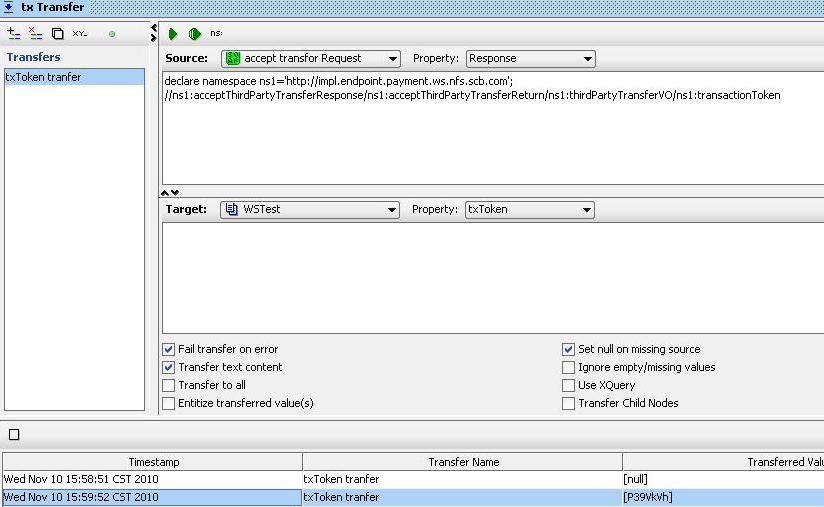 tx Transfer
XY= ns:
Transfers
txToken tranfer
Source: accept transfor Request Property: Response
declare namespace ns1='http://impl.endpoint.payment.ws.nfs.scb.com';
//ns1:acceptThirdPartyTransferResponse/ns1:acceptThirdPartyTransferReturn/ns1:thirdPartyTransferVO/ns1:transactionToken
Target: WSTest Property: txToken
Fail transfer on error Set null on missing source
Transfer text content Ignore empty/missing values
Transfer to all Use XQuery
Entitize transferred value(s) Transfer Child Nodes
Timestamp Transfer Name Transferred Valu
Wed Nov 10 15:58:51 CST 2010 txToken tranfer [null]
Wed Nov 10 15:59:52 CST 2010 txToken tranfer [P39VkVh]